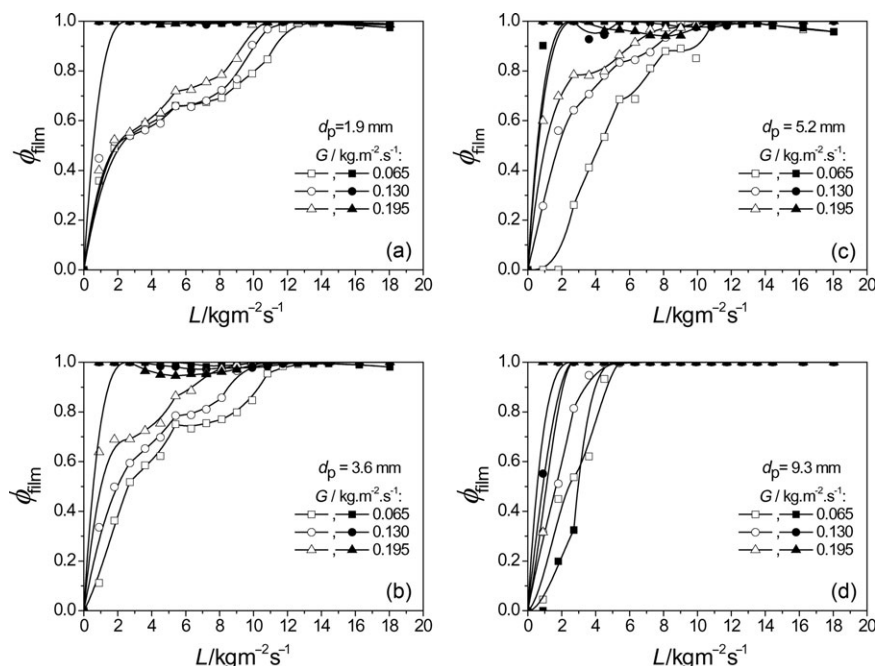 1.0
0.8
0.6
0.4
0.2
0.0
ϕfilm
dp=1.9 mm
G / kg.m⁻².s⁻¹:
0.065
0.130
0.195
(a)
0 2 4 6 8 10 12 14 16 18 20
L/kgm⁻²s⁻¹
1.0
0.8
0.6
0.4
0.2
0.0
ϕfilm
dp = 3.6 mm
G / kg.m⁻².s⁻¹:
0.065
0.130
0.195
(b)
0 2 4 6 8 10 12 14 16 18 20
L/kgm⁻²s⁻¹
1.0
0.8
0.6
0.4
0.2
0.0
ϕfilm
dp = 5.2 mm
G / kg.m⁻².s⁻¹:
0.065
0.130
0.195
(c)
0 2 4 6 8 10 12 14 16 18 20
L/kgm⁻²s⁻¹
1.0
0.8
0.6
0.4
0.2
0.0
ϕfilm
dp = 9.3 mm
G / kg.m⁻².s⁻¹:
0.065
0.130
0.195
(d)
0 2 4 6 8 10 12 14 16 18 20
L/kgm⁻²s⁻¹